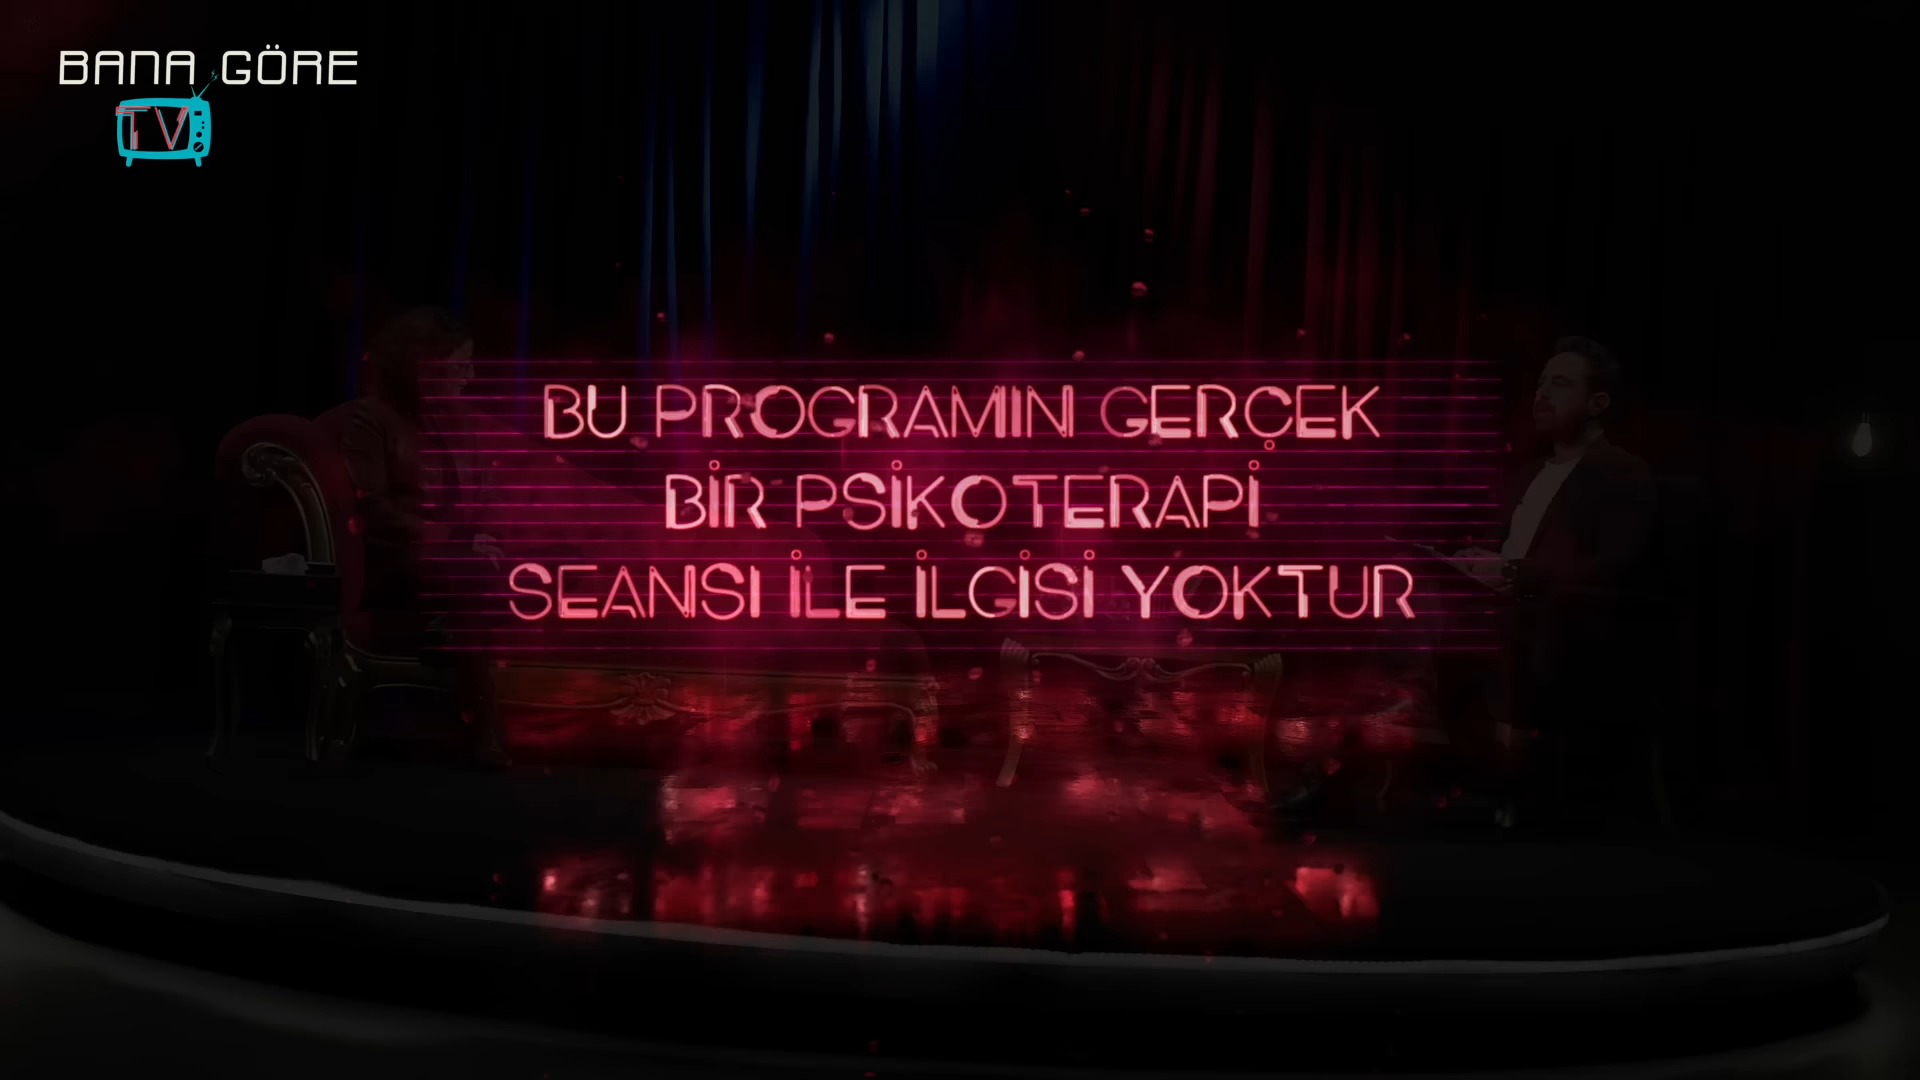 BANA GÖRE
TV
BU PROGRAMIN GERÇEK
BİR PSİKOTERAPİ
SEANSI İLE İLGİSİ YOKTUR